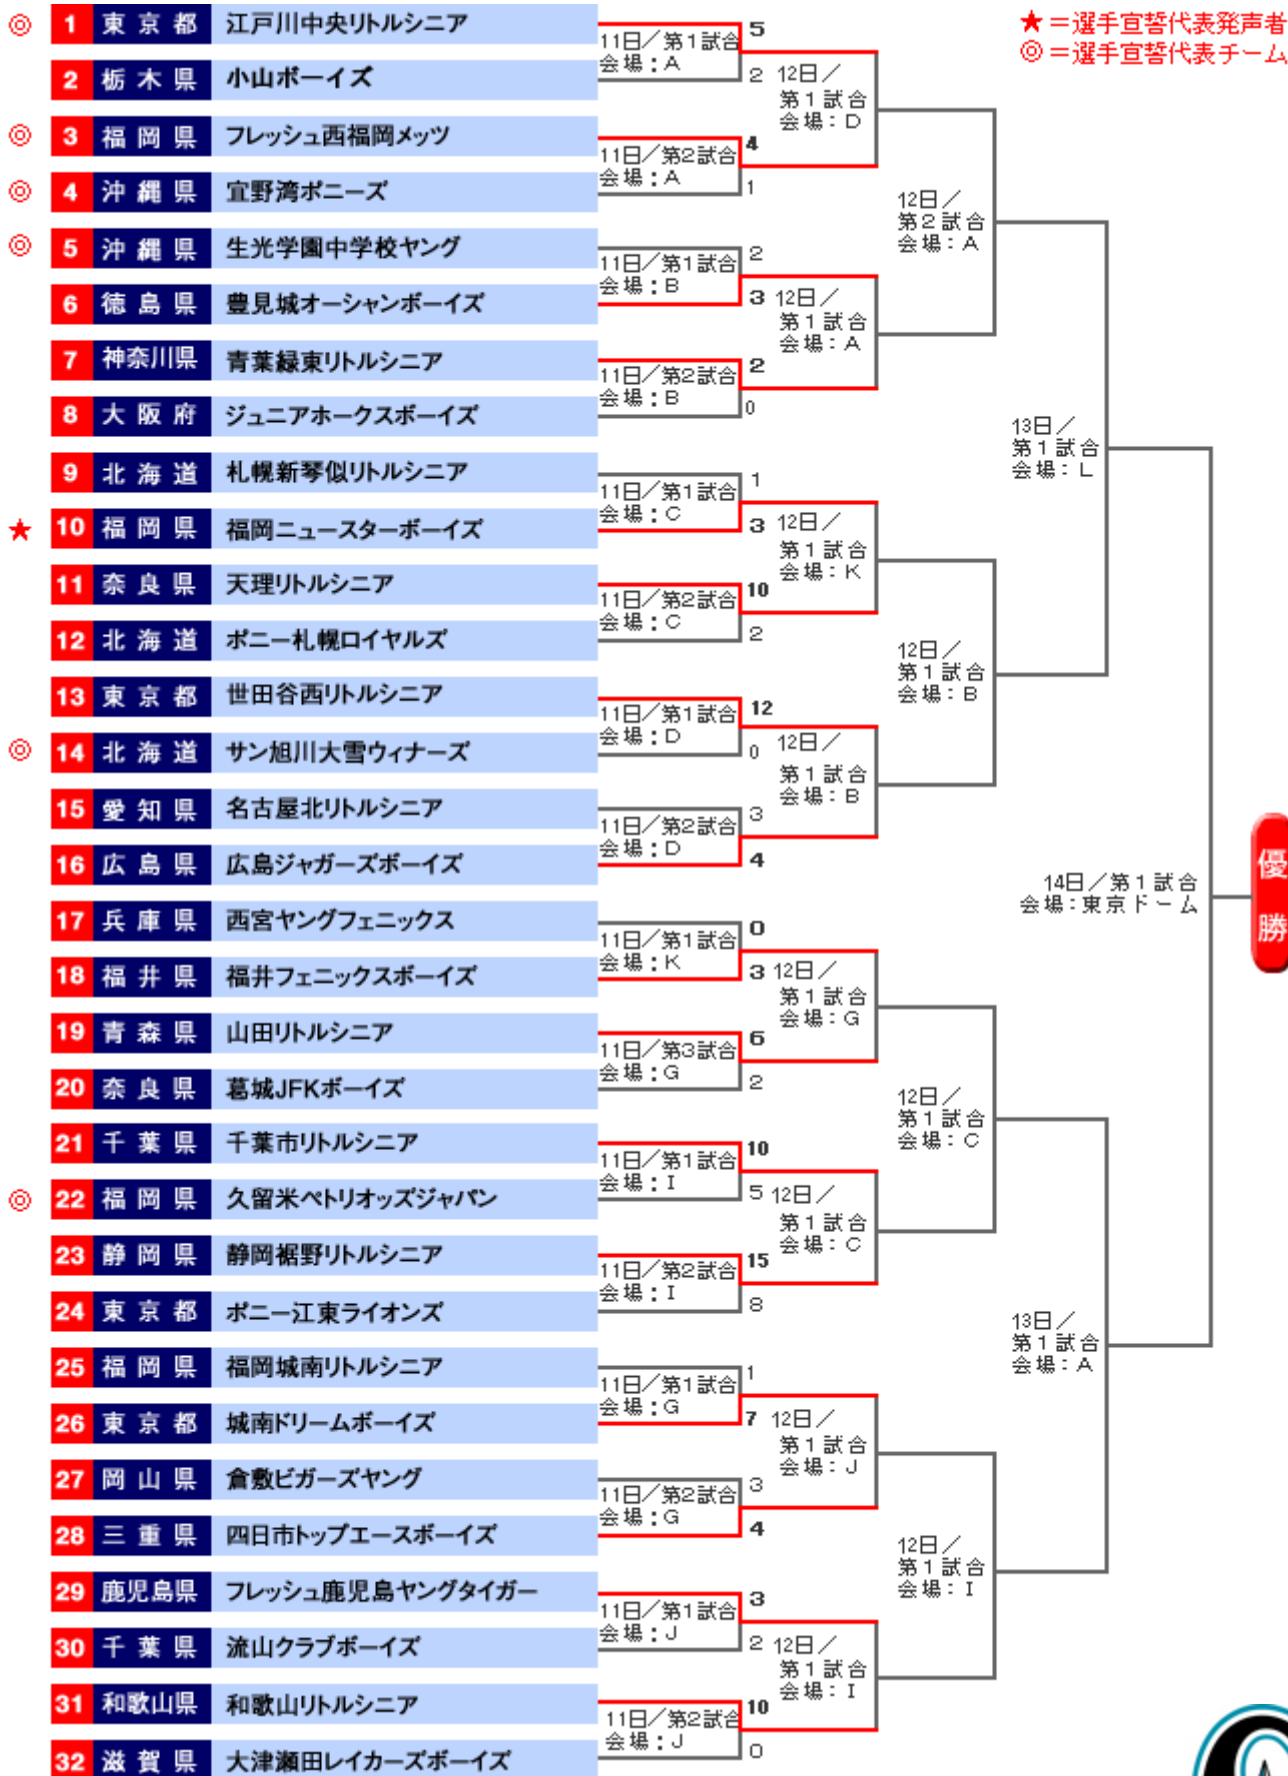 ★＝選手宣誓代表発声者
◎＝選手宣誓代表チーム
◎ 1 東京都 江戸川中央リトルシニア
2 栃木県 小山ボーイズ
◎ 3 福岡県 フレッシュ西福岡メッツ
◎ 4 沖縄県 宜野湾ポニーズ
◎ 5 沖縄県 生光学園中学校ヤング
6 徳島県 豊見城オーシャンボーイズ
7 神奈川県 青葉緑東リトルシニア
8 大阪府 ジュニアホークスボーイズ
9 北海道 札幌新琴似リトルシニア
★ 10 福岡県 福岡ニュースターボーイズ
11 奈良県 天理リトルシニア
12 北海道 ポニー札幌ロイヤルズ
13 東京都 世田谷西リトルシニア
◎ 14 北海道 サン旭川大雪ウィナーズ
15 愛知県 名古屋北リトルシニア
16 広島県 広島ジャガーズボーイズ
17 兵庫県 西宮ヤングフェニックス
18 福井県 福井フェニックスボーイズ
19 青森県 山田リトルシニア
20 奈良県 葛城JFKボーイズ
21 千葉県 千葉市リトルシニア
◎ 22 福岡県 久留米ペトリオッズジャパン
23 静岡県 静岡裾野リトルシニア
24 東京都 ポニー江東ライオンズ
25 福岡県 福岡城南リトルシニア
26 東京都 城南ドリームボーイズ
27 岡山県 倉敷ビガーズヤング
28 三重県 四日市トップエースボーイズ
29 鹿児島県 フレッシュ鹿児島ヤングタイガー
30 千葉県 流山クラブボーイズ
31 和歌山県 和歌山リトルシニア
32 滋賀県 大津瀬田レイカーズボーイズ
5
11日／第1試合
会場：A
2
4
11日／第2試合
会場：A
1
2
11日／第1試合
会場：B
3
2
11日／第2試合
会場：B
0
1
11日／第1試合
会場：C
3
10
11日／第2試合
会場：C
2
12
11日／第1試合
会場：D
0
3
11日／第2試合
会場：D
4
0
11日／第1試合
会場：K
3
6
11日／第3試合
会場：G
2
10
11日／第1試合
会場：I
5
15
11日／第2試合
会場：I
8
1
11日／第1試合
会場：G
7
3
11日／第2試合
会場：G
4
3
11日／第1試合
会場：J
2
10
11日／第2試合
会場：J
0
12日／
第1試合
会場：D
12日／
第1試合
会場：A
12日／
第1試合
会場：K
12日／
第1試合
会場：B
12日／
第1試合
会場：G
12日／
第1試合
会場：C
12日／
第1試合
会場：J
12日／
第1試合
会場：I
12日／
第2試合
会場：A
12日／
第1試合
会場：B
12日／
第1試合
会場：C
12日／
第1試合
会場：I
13日／
第1試合
会場：L
13日／
第1試合
会場：A
14日／第1試合
会場：東京ドーム
優勝